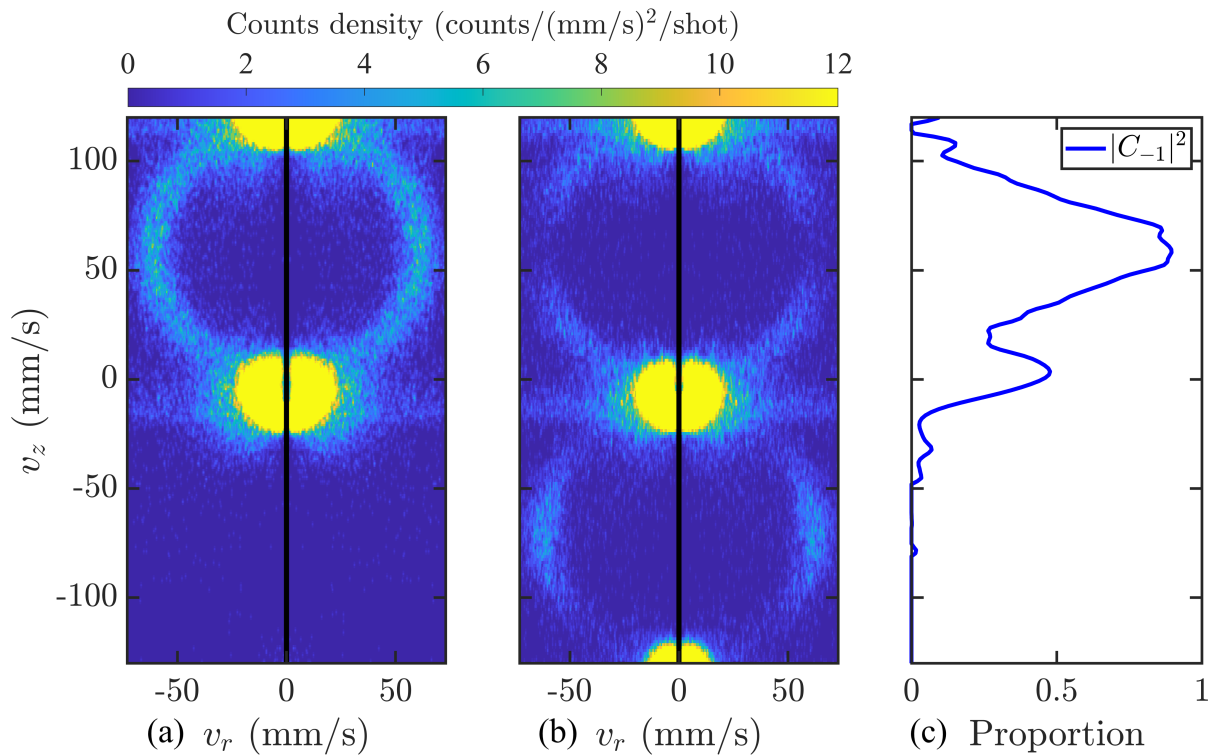 Counts density (counts/(mm/s)²/shot)
0 2 4 6 8 10 12
|C₋₁|²
100
50
0
-50
-100
v_z (mm/s)
-50 0 50
-50 0 50
0 0.5 1
(a) v_r (mm/s)
(b) v_r (mm/s)
(c) Proportion